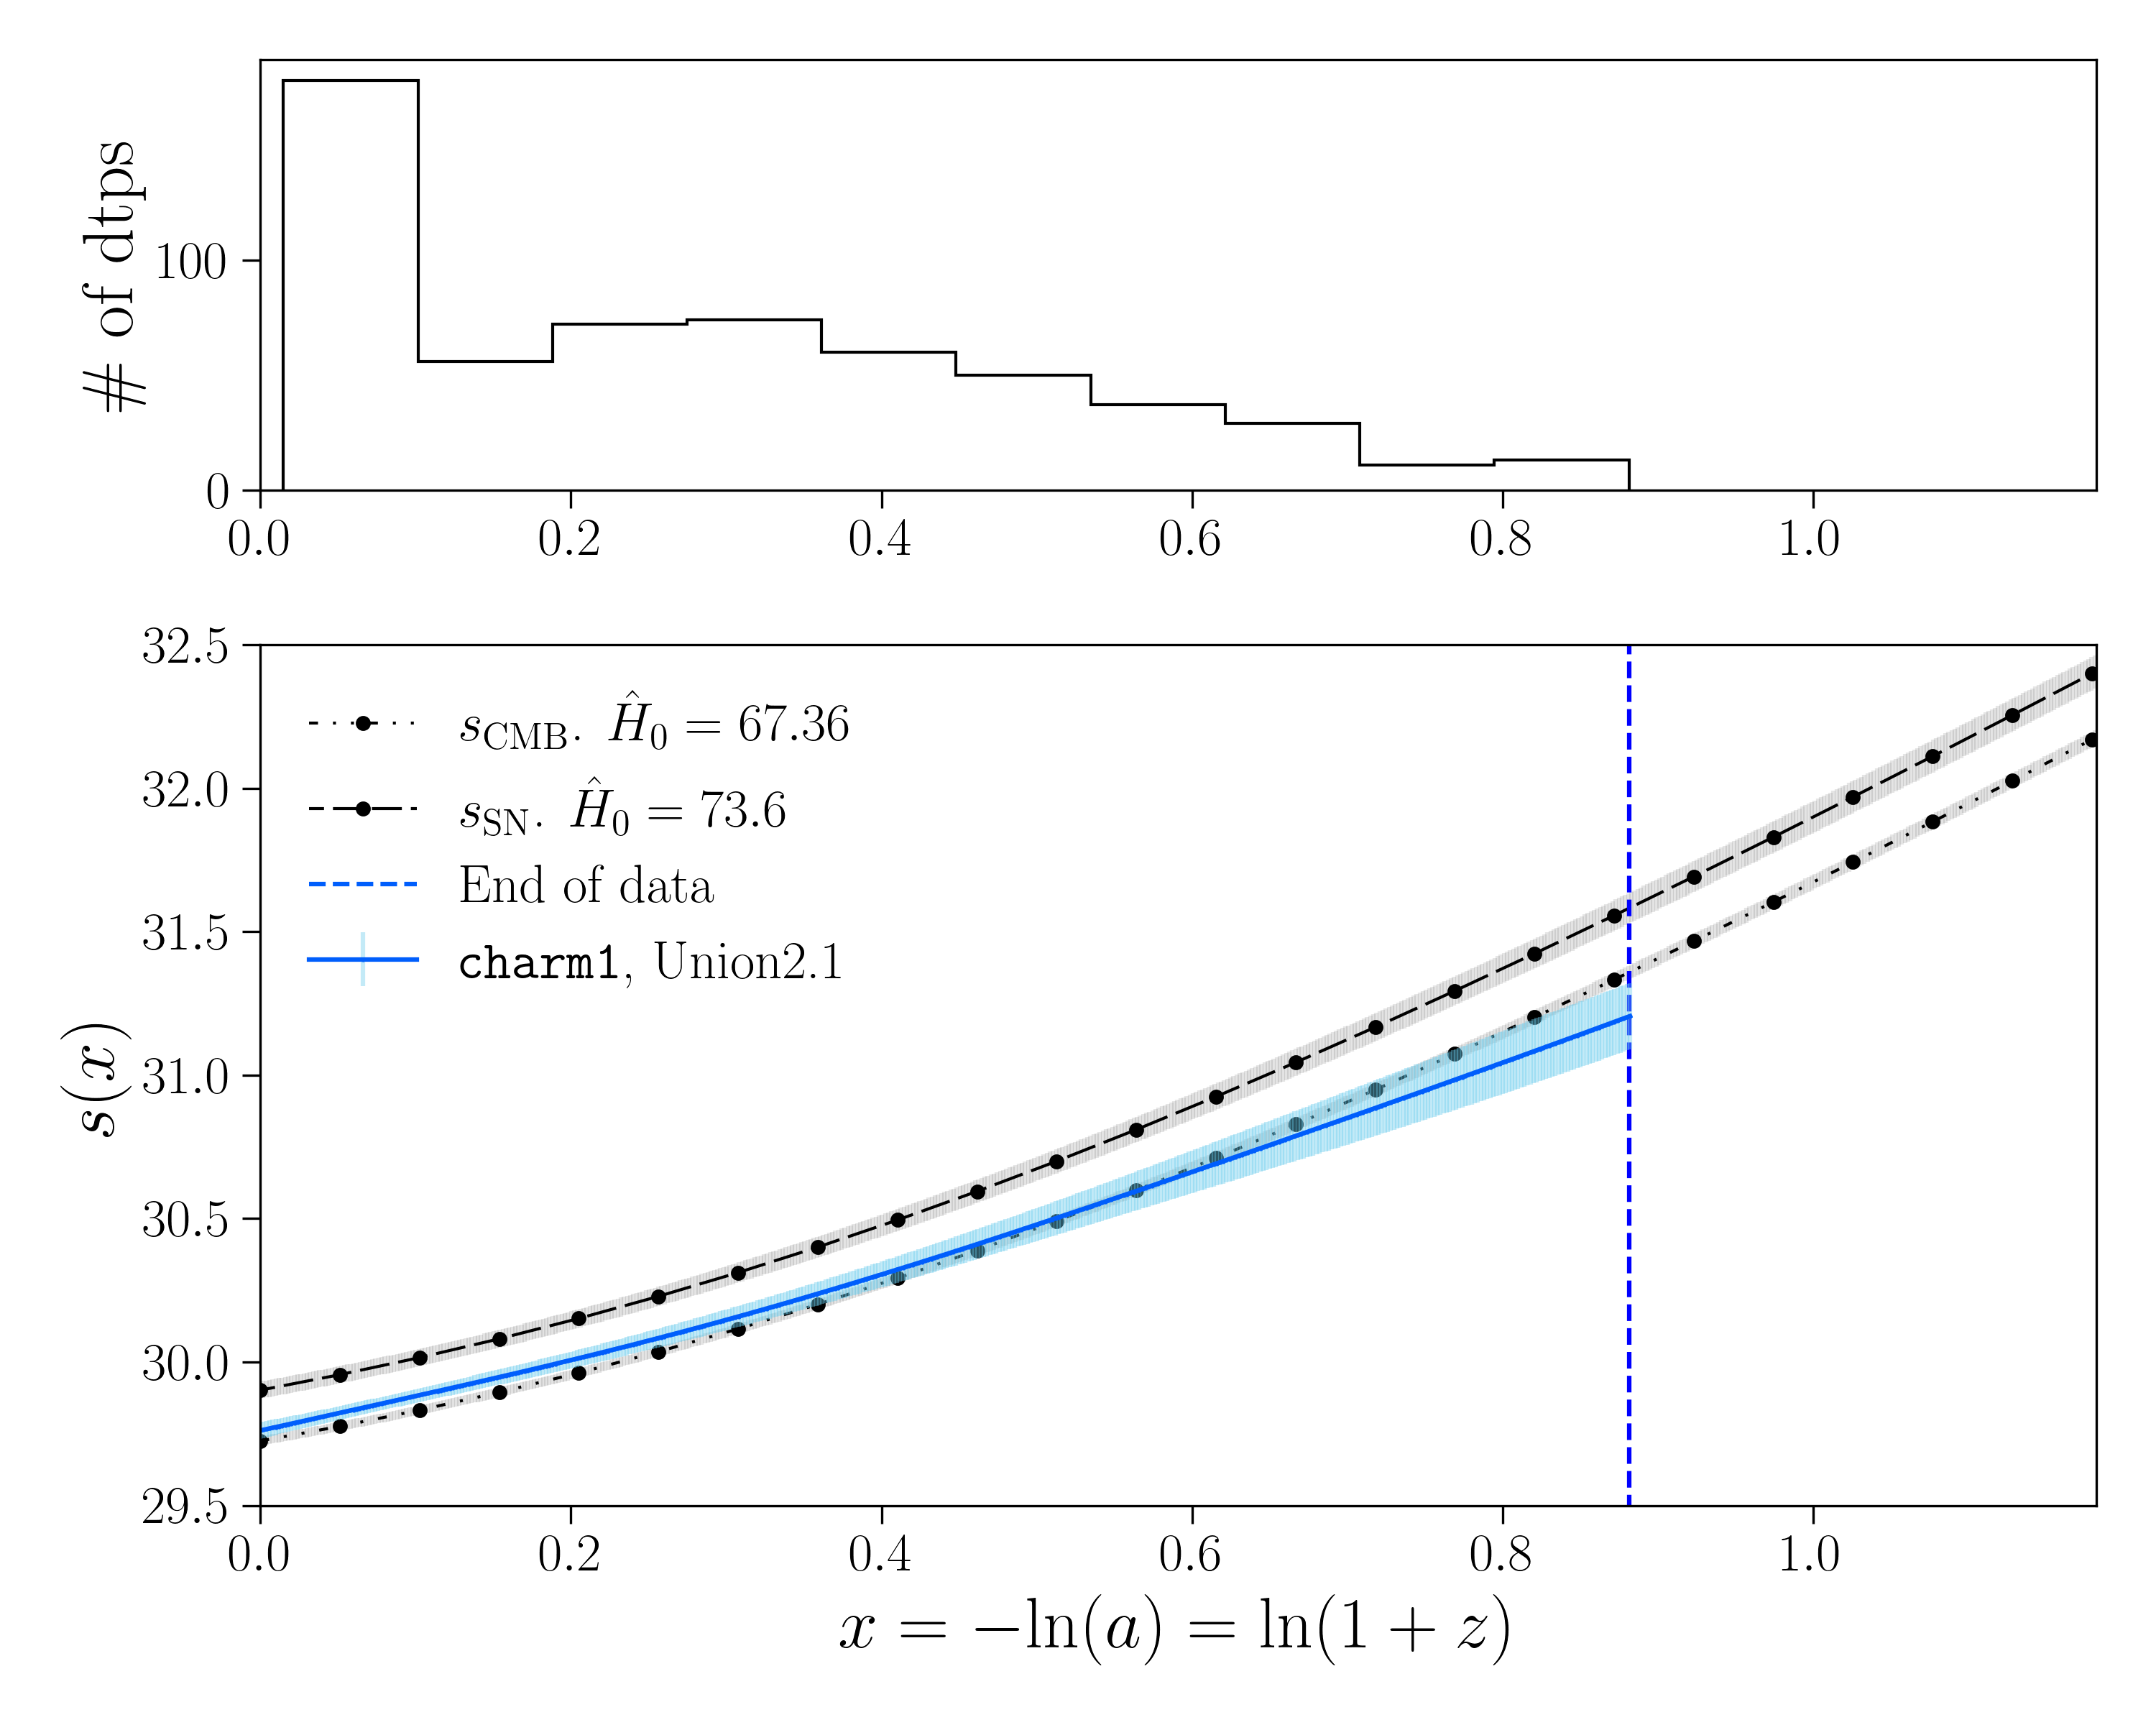 # of dtps
100
0
0.0 0.2 0.4 0.6 0.8 1.0
32.5
32.0
31.5
31.0
30.5
30.0
29.5
s(x)
s_CMB. Ĥ_0 = 67.36
s_SN. Ĥ_0 = 73.6
End of data
charm1, Union2.1
0.0 0.2 0.4 0.6 0.8 1.0
x = −ln(a) = ln(1 + z)